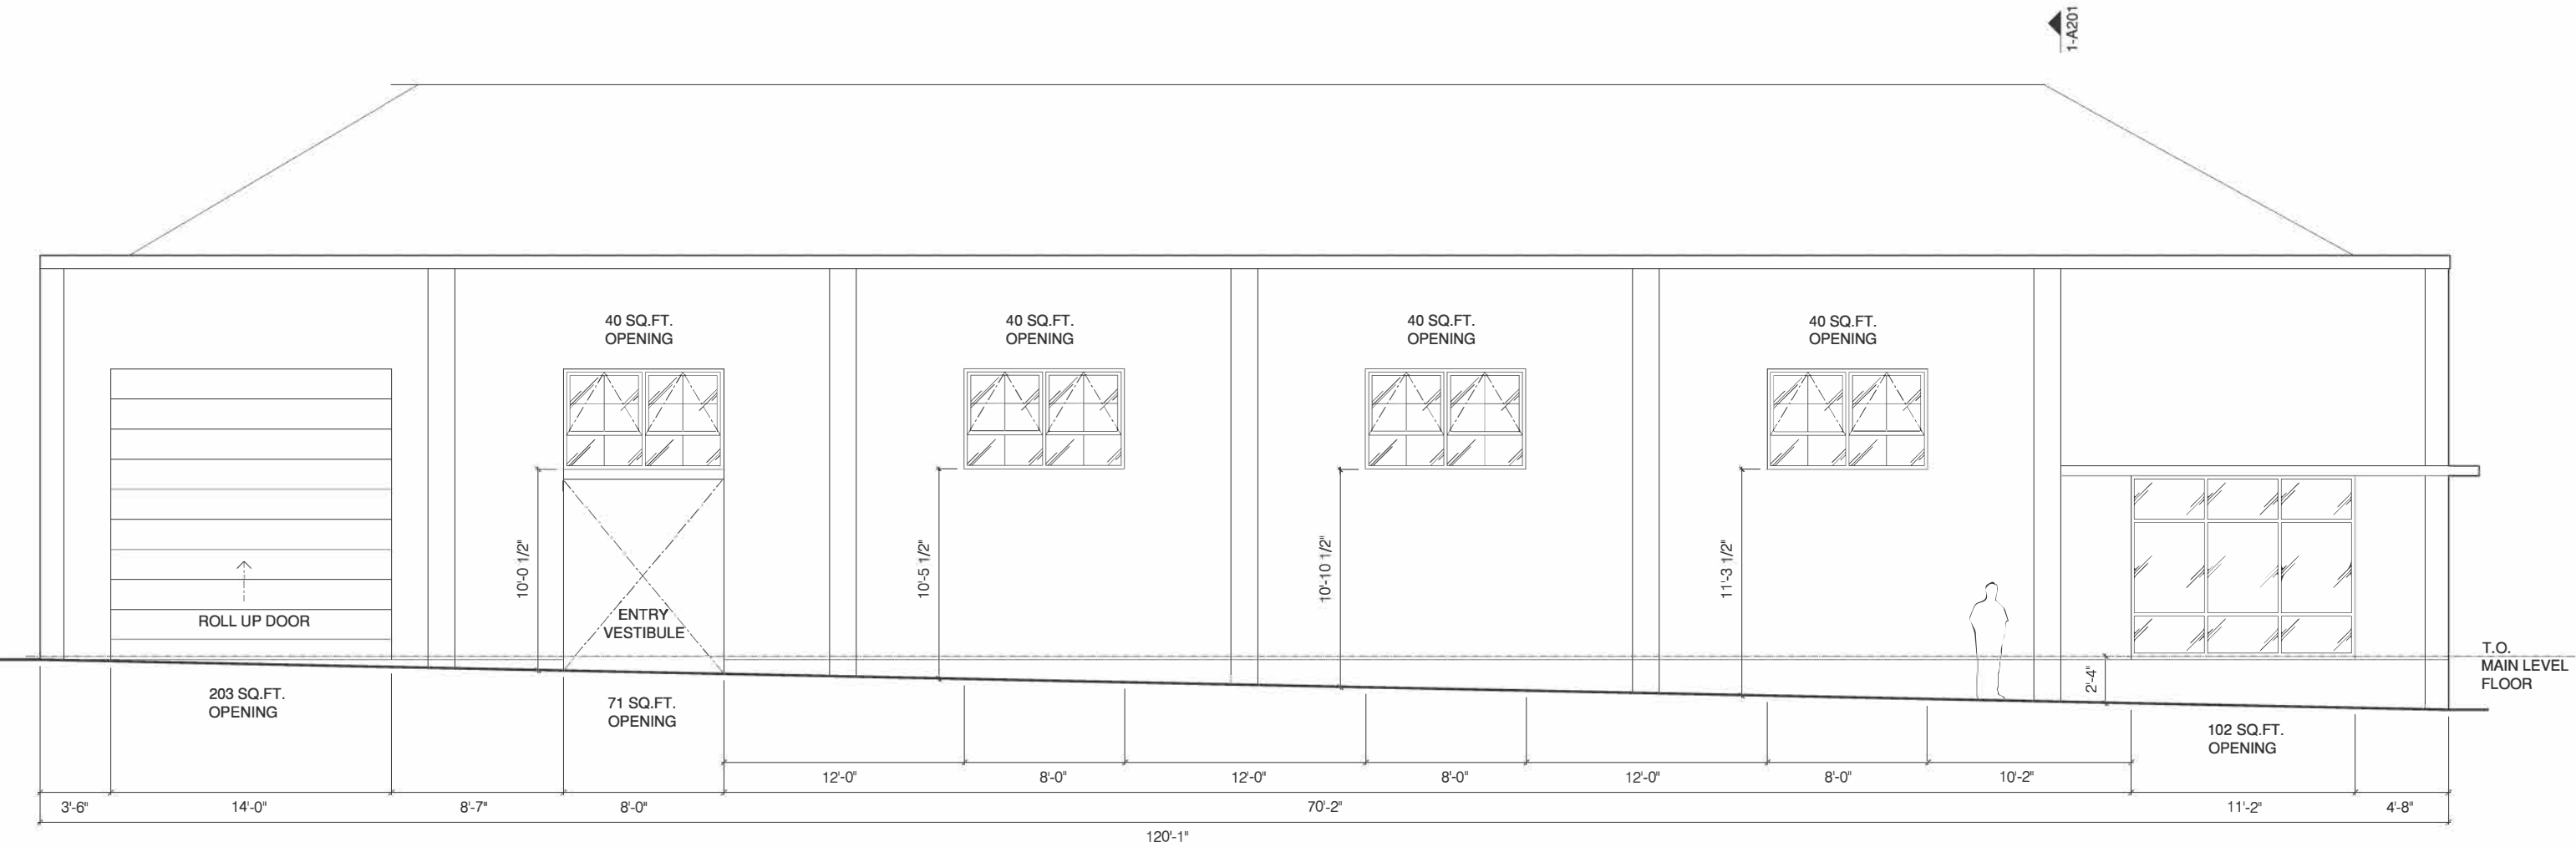 1-A201
40 SQ.FT.
OPENING
40 SQ.FT.
OPENING
40 SQ.FT.
OPENING
40 SQ.FT.
OPENING
10'-0 1/2"
10'-5 1/2"
10'-10 1/2"
11'-3 1/2"
ROLL UP DOOR
ENTRY
VESTIBULE
2'-4"
T.O.
MAIN LEVEL
FLOOR
203 SQ.FT.
OPENING
71 SQ.FT.
OPENING
102 SQ.FT.
OPENING
12'-0"
8'-0"
12'-0"
8'-0"
12'-0"
8'-0"
10'-2"
3'-6"
14'-0"
8'-7"
8'-0"
70'-2"
11'-2"
4'-8"
120'-1"